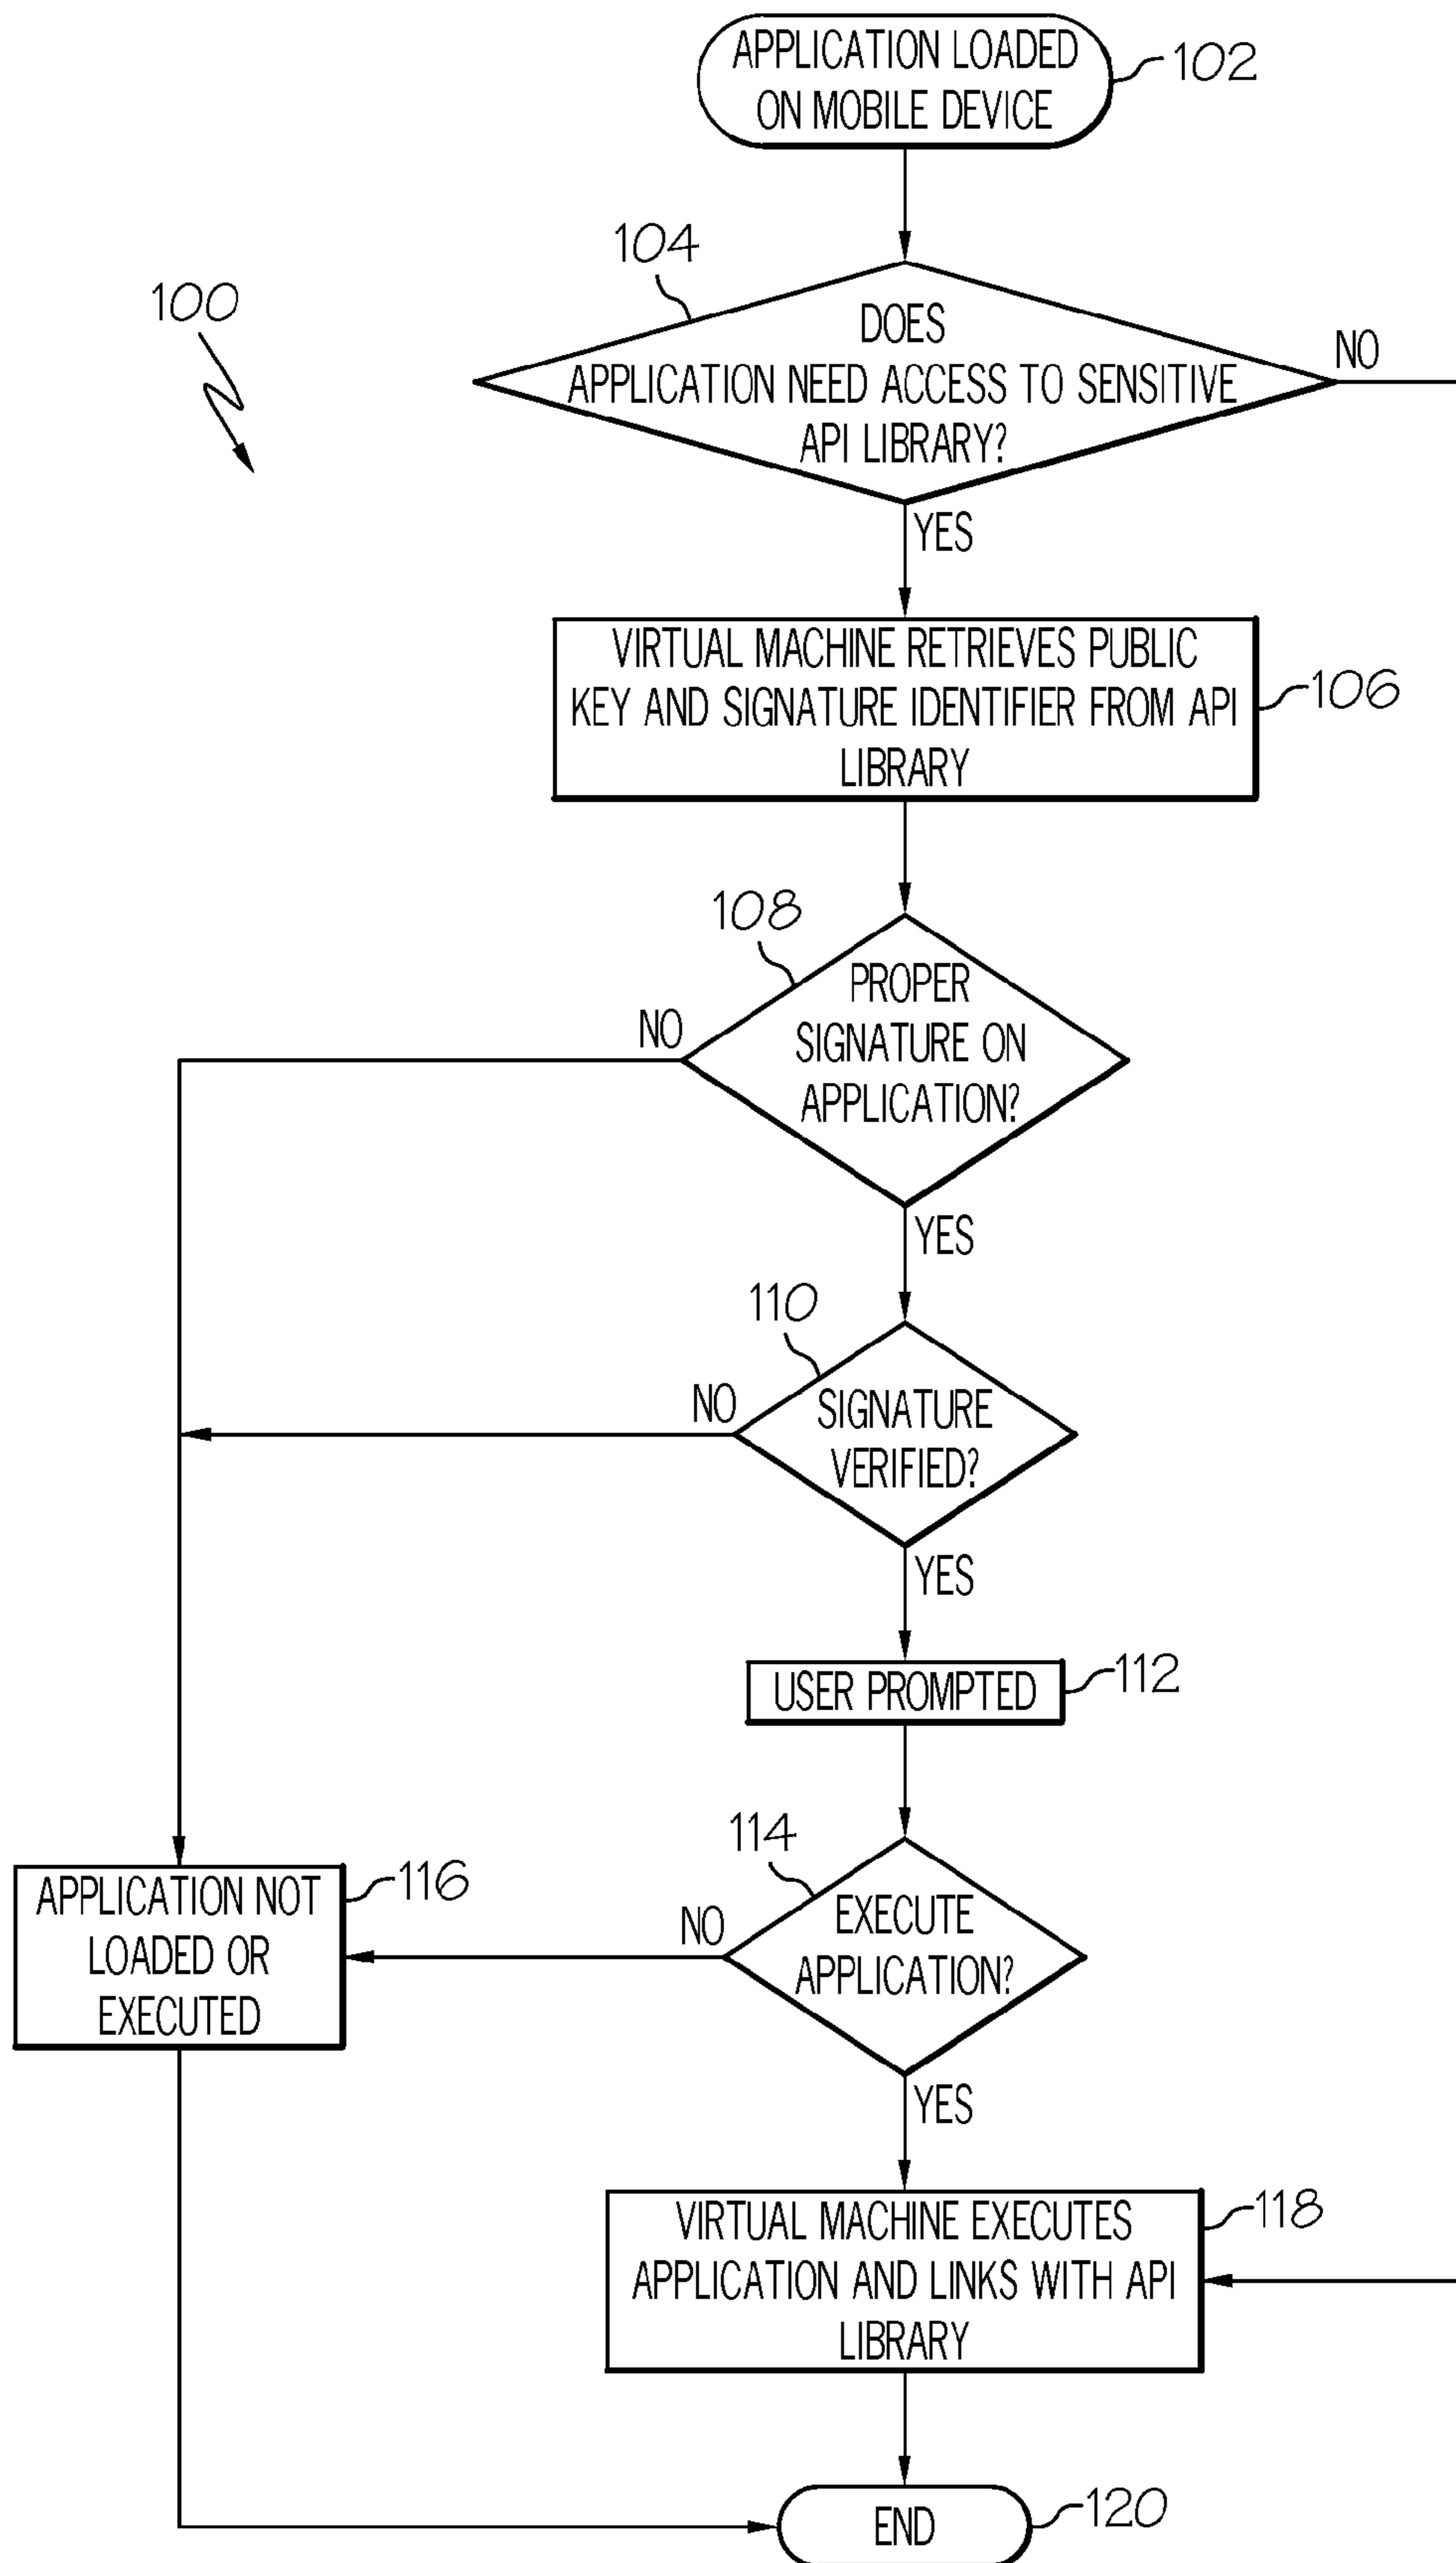 APPLICATION LOADED
ON MOBILE DEVICE
102
104
100
DOES
APPLICATION NEED ACCESS TO SENSITIVE
API LIBRARY?
NO
YES
VIRTUAL MACHINE RETRIEVES PUBLIC
KEY AND SIGNATURE IDENTIFIER FROM API
LIBRARY
106
108
PROPER
SIGNATURE ON
APPLICATION?
NO
YES
110
SIGNATURE
VERIFIED?
NO
YES
USER PROMPTED
112
114
EXECUTE
APPLICATION?
NO
YES
APPLICATION NOT
LOADED OR
EXECUTED
116
VIRTUAL MACHINE EXECUTES
APPLICATION AND LINKS WITH API
LIBRARY
118
END
120